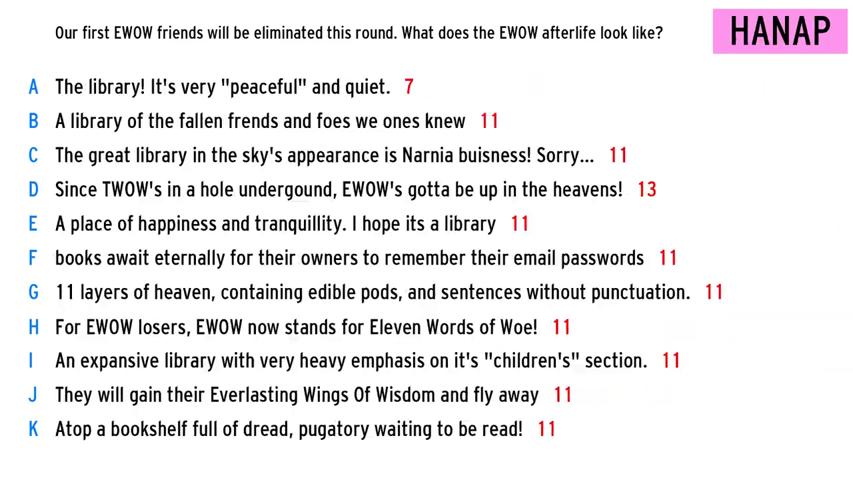 Our first EWOW friends will be eliminated this round. What does the EWOW afterlife look like?
HANAP
A The library! It's very "peaceful" and quiet. 7
B A library of the fallen frends and foes we ones knew 11
C The great library in the sky's appearance is Narnia buisness! Sorry... 11
D Since TWOW's in a hole undergound, EWOW's gotta be up in the heavens! 13
E A place of happiness and tranquillity. I hope its a library 11
F books await eternally for their owners to remember their email passwords 11
G 11 layers of heaven, containing edible pods, and sentences without punctuation. 11
H For EWOW losers, EWOW now stands for Eleven Words of Woe! 11
I An expansive library with very heavy emphasis on it's "children's" section. 11
J They will gain their Everlasting Wings Of Wisdom and fly away 11
K Atop a bookshelf full of dread, pugatory waiting to be read! 11